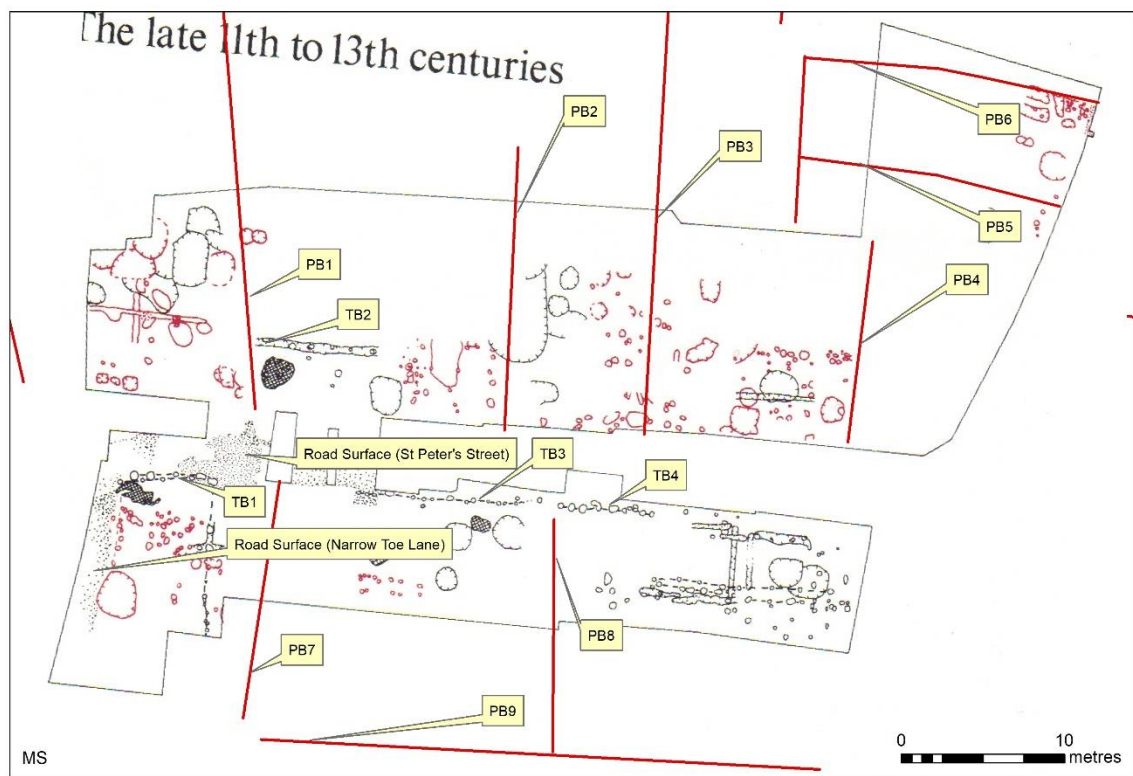 The late 11th to 13th centuries
PB2
PB6
PB3
PB5
PB1
PB4
TB2
Road Surface (St Peter's Street)
TB3
TB4
TB1
Road Surface (Narrow Toe Lane)
PB8
PB7
PB9
MS
0 10
metres